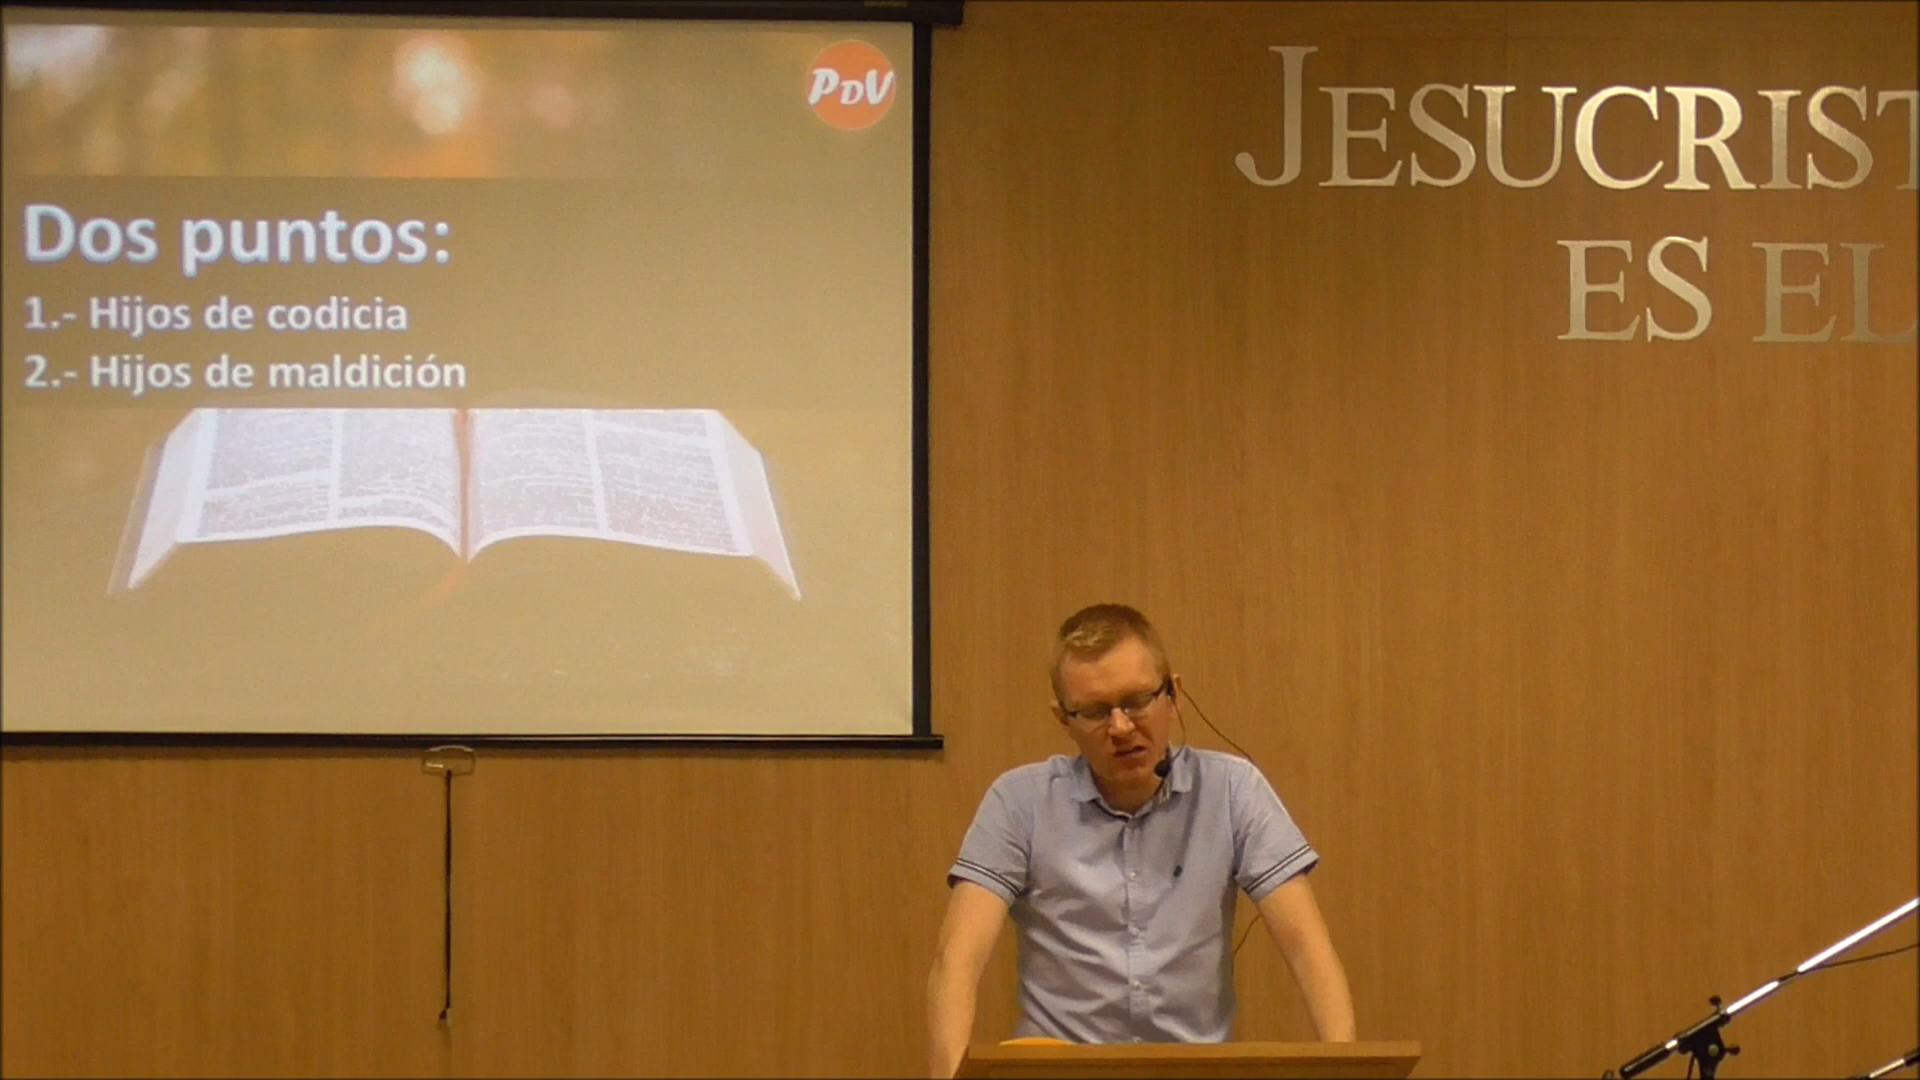 PDV
Dos puntos:
1.- Hijos de codicia
2.- Hijos de maldición
JESUCRIST
ES EL